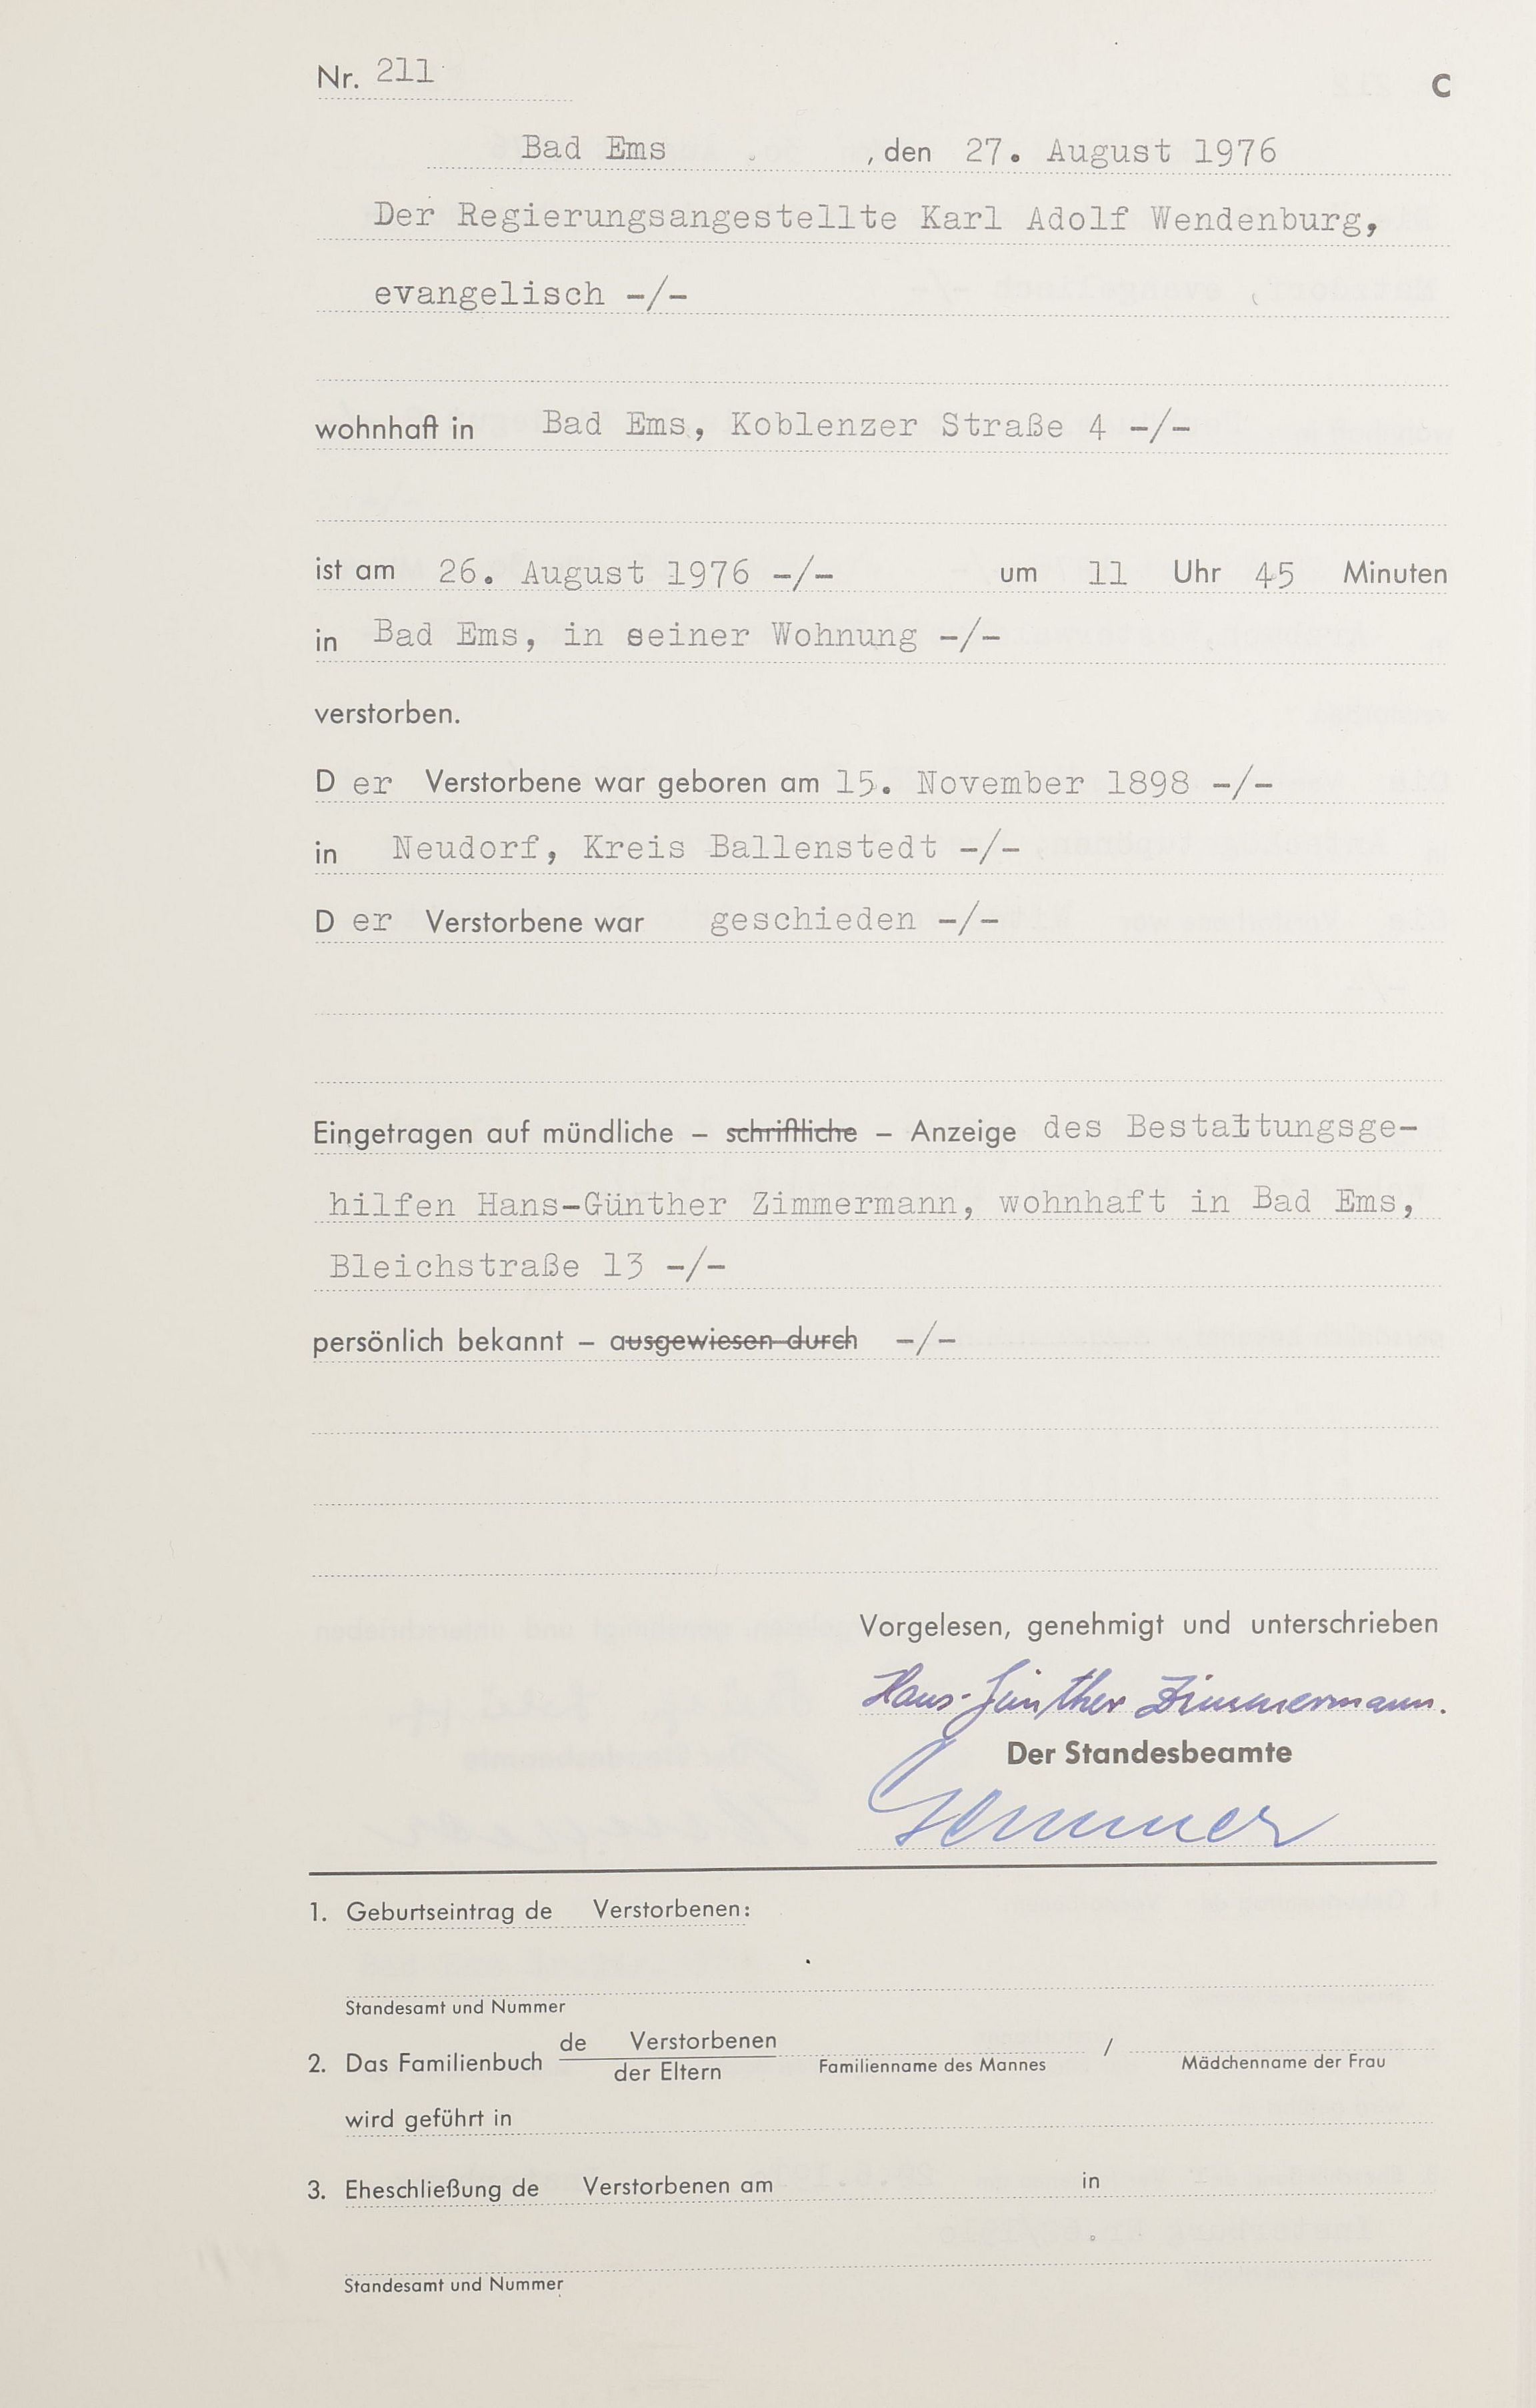 Nr. 211
C
Bad Ems , den 27. August 1976
Der Regierungsangestellte Karl Adolf Wendenburg,
evangelisch -/-
wohnhaft in Bad Ems, Koblenzer Straße 4 -/-
ist am 26. August 1976 -/- um 11 Uhr 45 Minuten
in Bad Ems, in seiner Wohnung -/-
verstorben.
D er Verstorbene war geboren am 15. November 1898 -/-
in Neudorf, Kreis Ballenstedt -/-
D er Verstorbene war geschieden -/-
Eingetragen auf mündliche – schriftliche – Anzeige des Bestattungsge-
hilfen Hans-Günther Zimmermann, wohnhaft in Bad Ems,
Bleichstraße 13 -/-
persönlich bekannt – ausgewiesen durch -/-
Vorgelesen, genehmigt und unterschrieben
Hans-Günther Zimmermann.
Der Standesbeamte
1. Geburtseintrag de Verstorbenen:
Standesamt und Nummer
2. Das Familienbuch de Verstorbenen
der Eltern
/
Familienname des Mannes Mädchenname der Frau
wird geführt in
3. Eheschließung de Verstorbenen am in
Standesamt und Nummer